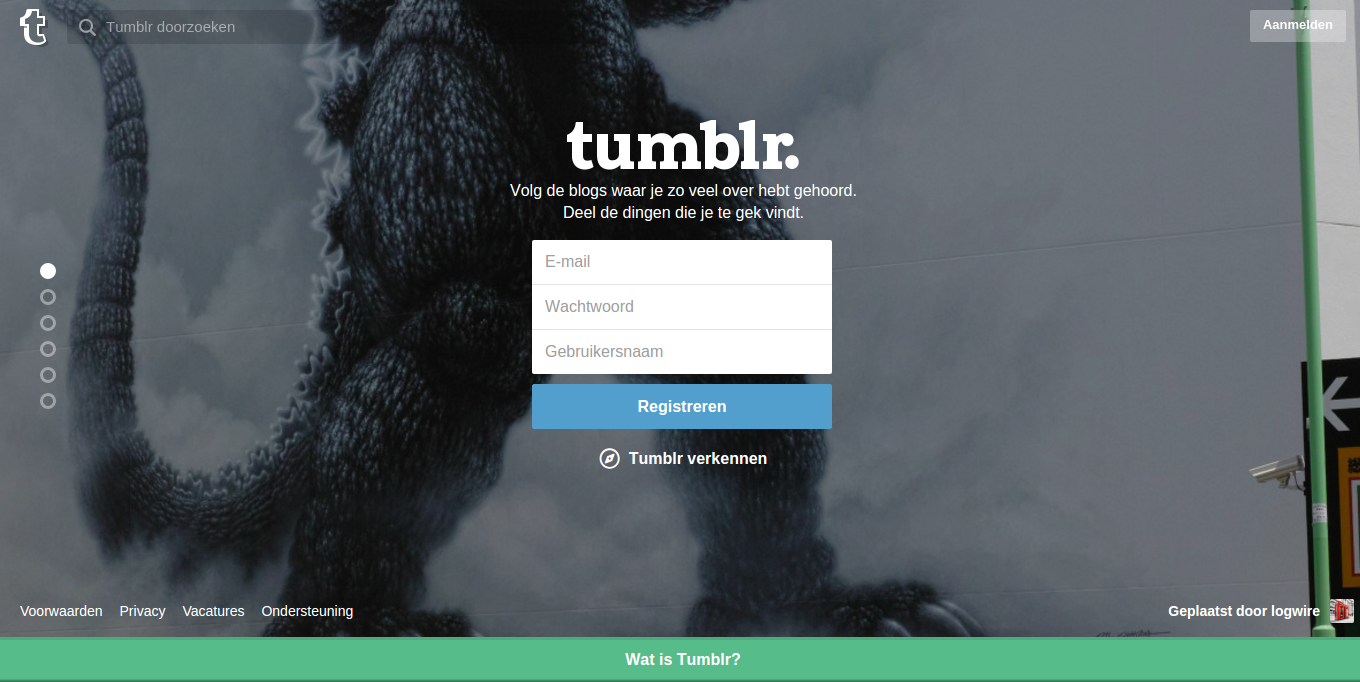 Tumblr doorzoeken
Aanmelden
tumblr.
Volg de blogs waar je zo veel over hebt gehoord.
Deel de dingen die je te gek vindt.
E-mail
Wachtwoord
Gebruikersnaam
Registreren
Tumblr verkennen
Voorwaarden Privacy Vacatures Ondersteuning
Geplaatst door logwire
Wat is Tumblr?